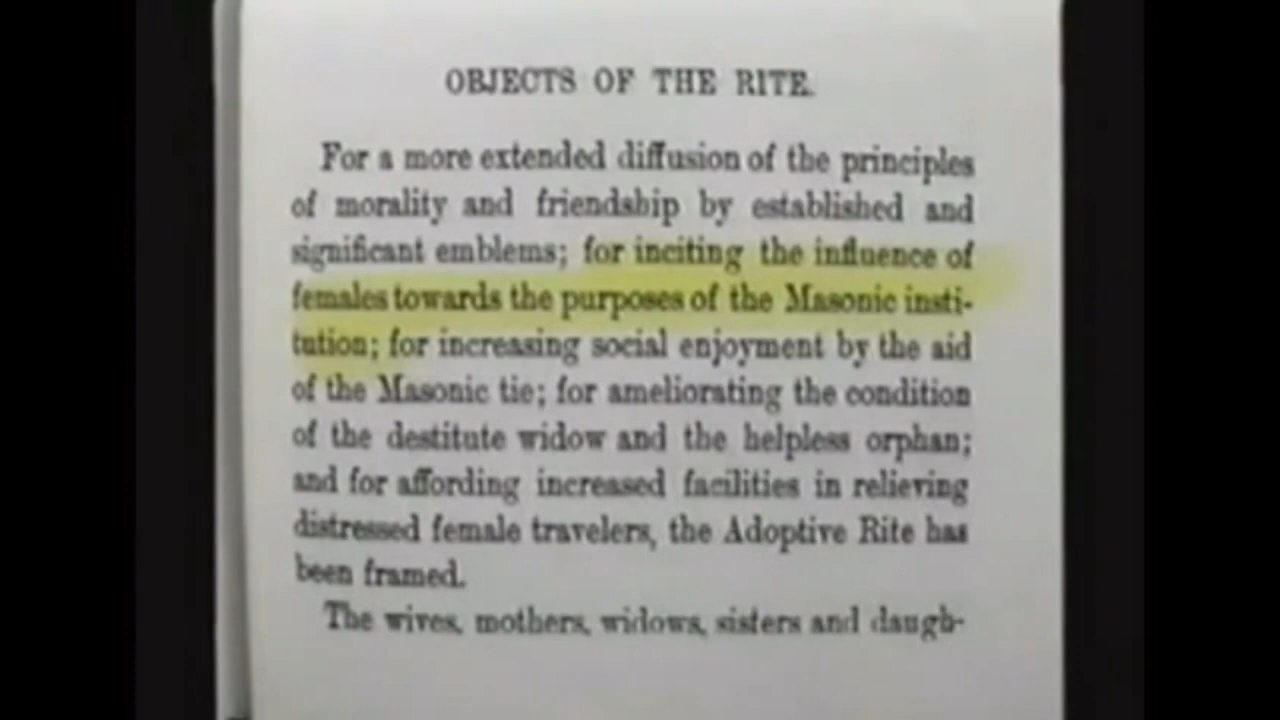 OBJECTS OF THE RITE.
For a more extended diffusion of the principles
of morality and friendship by established and
significant emblems; for inciting the influence of
females towards the purposes of the Masonic insti-
tution; for increasing social enjoyment by the aid
of the Masonic tie; for ameliorating the condition
of the destitute widow and the helpless orphan;
and for affording increased facilities in relieving
distressed female travelers, the Adoptive Rite has
been framed.
The wives, mothers, widows, sisters and daugh-